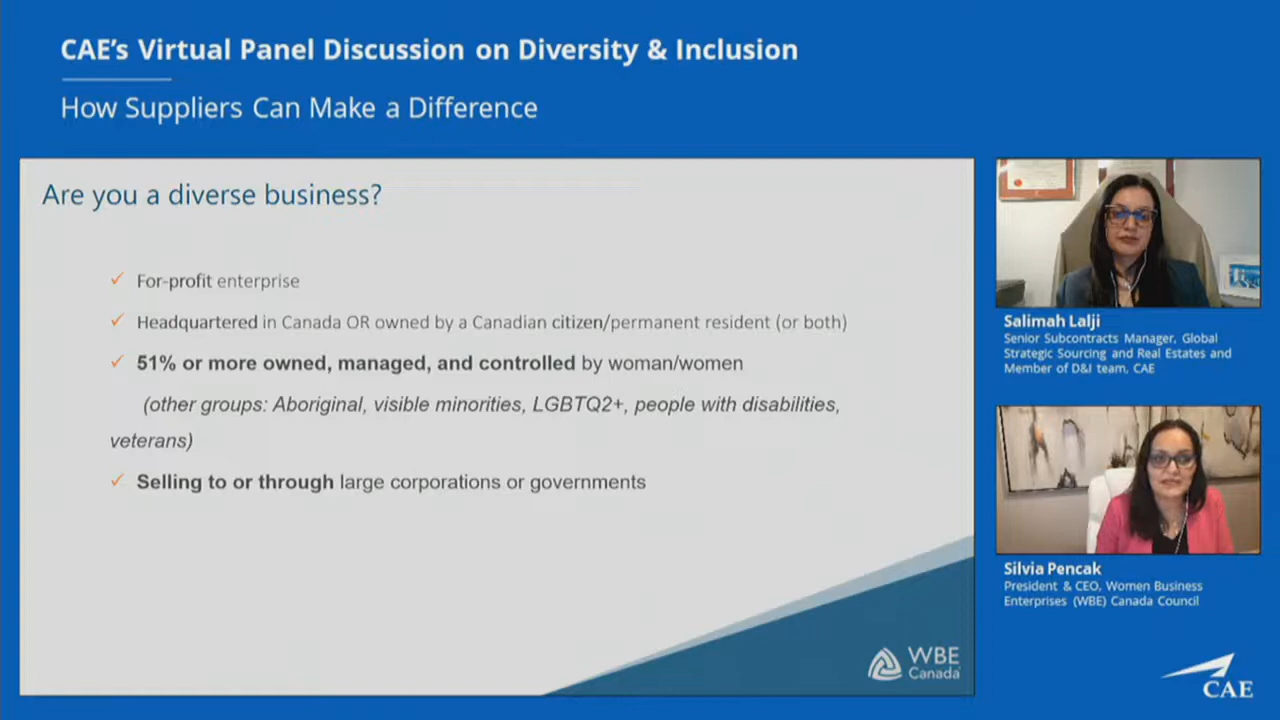 CAE's Virtual Panel Discussion on Diversity & Inclusion
How Suppliers Can Make a Difference
Are you a diverse business?
✓ For-profit enterprise
✓ Headquartered in Canada OR owned by a Canadian citizen/permanent resident (or both)
✓ 51% or more owned, managed, and controlled by woman/women
(other groups: Aboriginal, visible minorities, LGBTQ2+, people with disabilities,
veterans)
✓ Selling to or through large corporations or governments
WBE
Canada
Salimah Lalji
Senior Subcontracts Manager, Global
Strategic Sourcing and Real Estates and
Member of D&I team, CAE
Silvia Pencak
President & CEO, Women Business
Enterprises (WBE) Canada Council
CAE